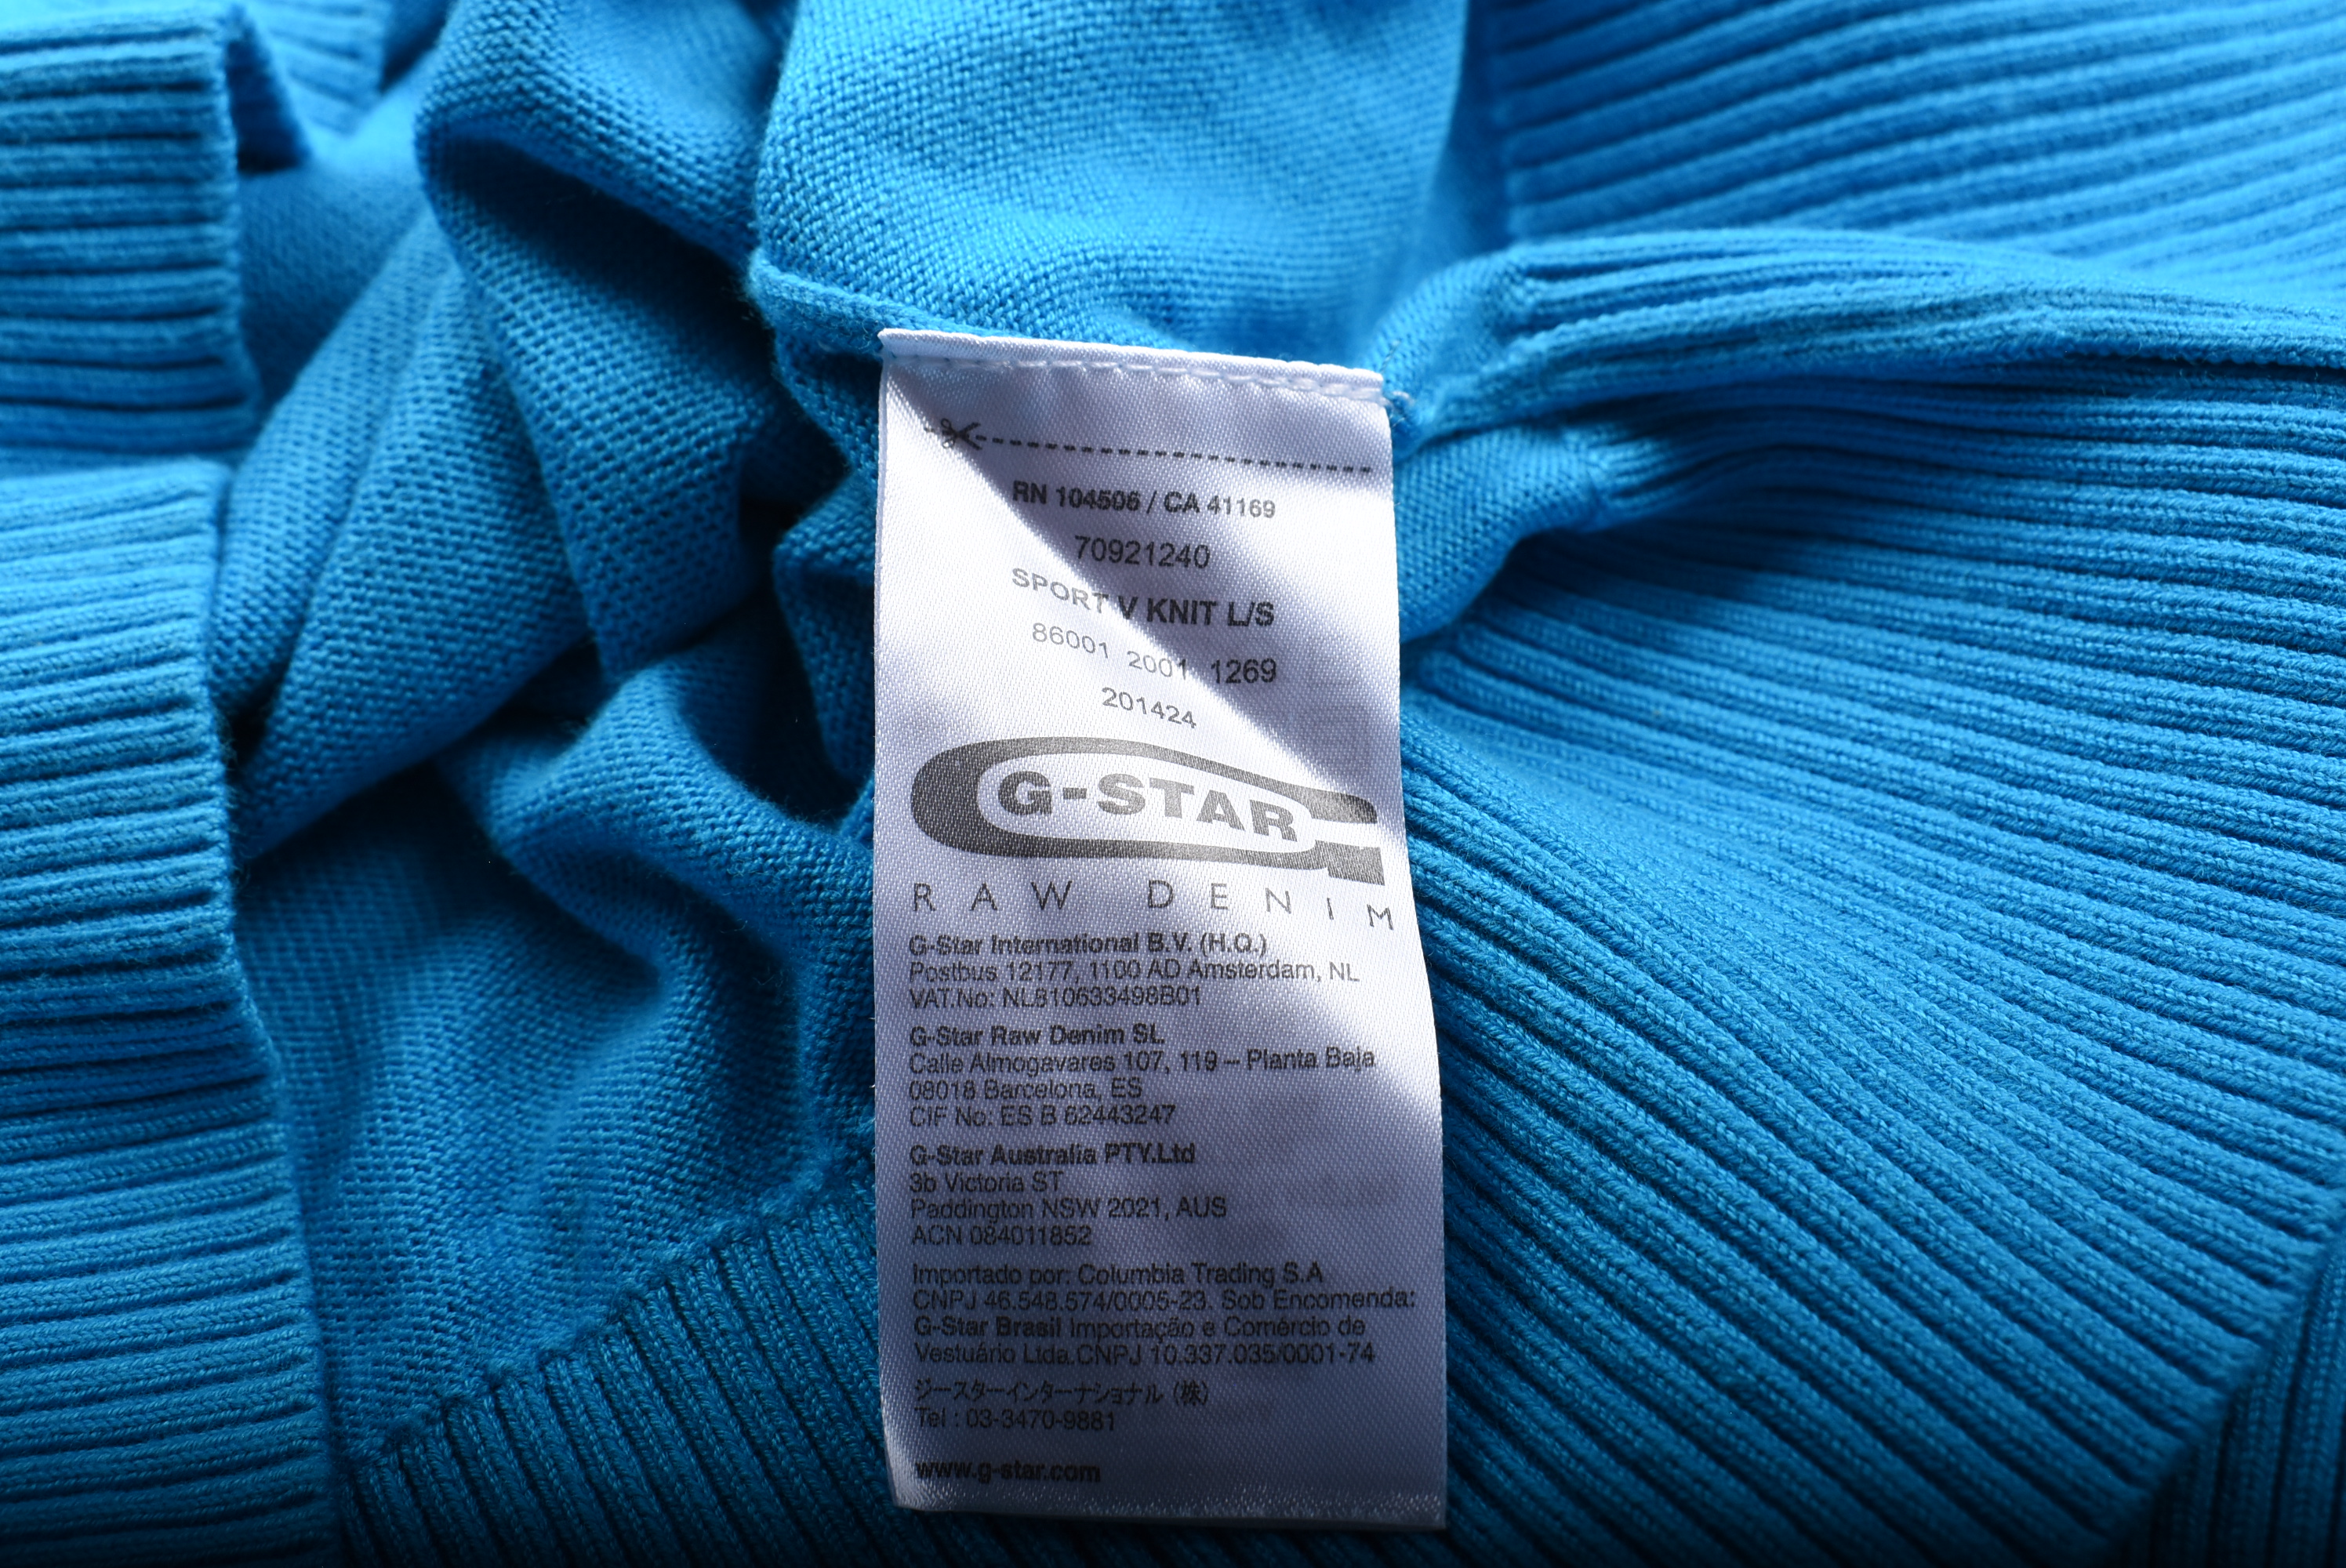 RN 104506 / CA 41169
70921240
SPORT V KNIT L/S
86001 2001 1269
201424
G-STAR
RAW DENIM
G-Star International B.V. (H.Q.)
Postbus 12177, 1100 AD Amsterdam, NL
VAT.No: NL810633498B01
G-Star Raw Denim SL
Calle Almogavares 107, 119 – Planta Baja
08018 Barcelona, ES
CIF No: ES B 62443247
G-Star Australia PTY.Ltd
3b Victoria ST
Paddington NSW 2021, AUS
ACN 084011852
Importado por: Columbia Trading S.A
CNPJ 46.548.574/0005-23. Sob Encomenda:
G-Star Brasil Importação e Comércio de
Vestuário Ltda.CNPJ 10.337.035/0001-74
ジースターインターナショナル（株）
Tel : 03-3470-9881
www.g-star.com